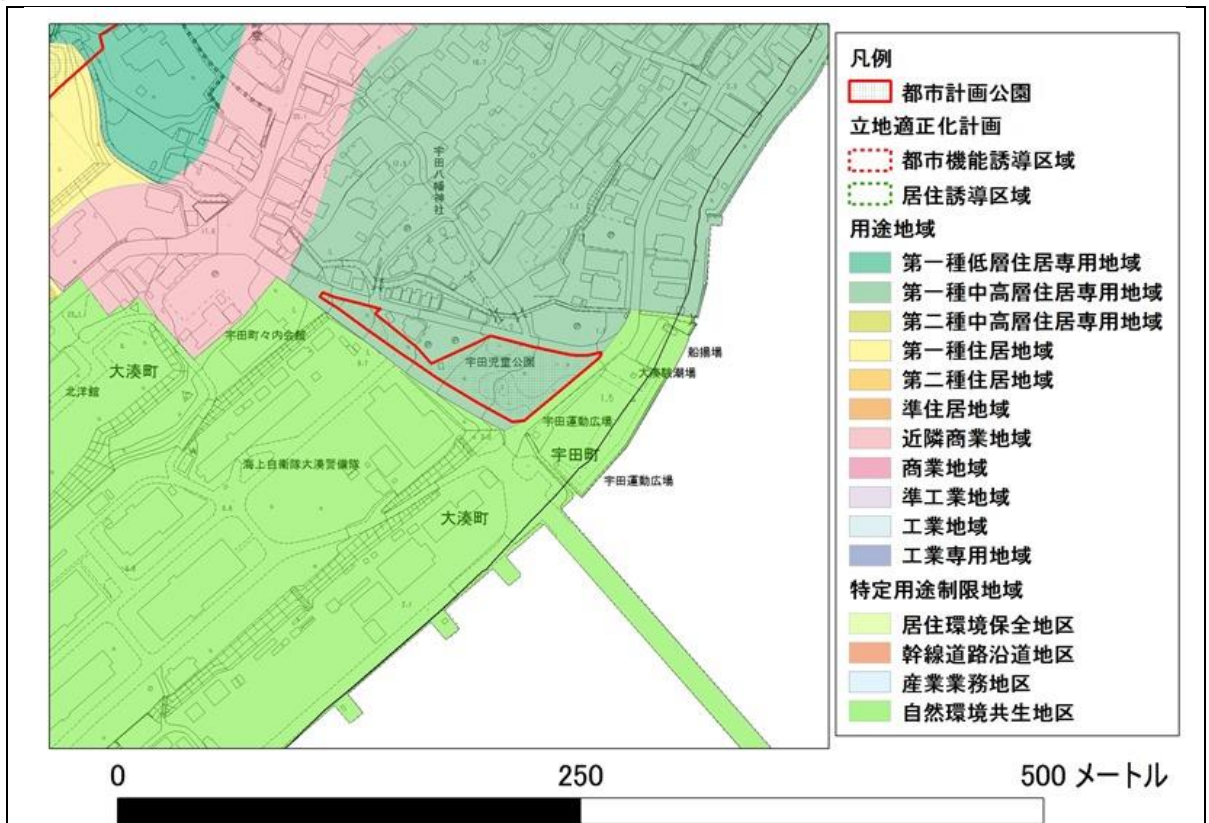 宇田八幡神社
宇田町々内会館
宇田児童公園
船揚場
大湊験潮場
大湊町
北洋館
1.5
宇田運動広場
宇田町
海上自衛隊大湊警備隊
宇田運動広場
大湊町
凡例
都市計画公園
立地適正化計画
都市機能誘導区域
居住誘導区域
用途地域
第一種低層住居専用地域
第一種中高層住居専用地域
第二種中高層住居専用地域
第一種住居地域
第二種住居地域
準住居地域
近隣商業地域
商業地域
準工業地域
工業地域
工業専用地域
特定用途制限地域
居住環境保全地区
幹線道路沿道地区
産業業務地区
自然環境共生地区
0 250 500 メートル